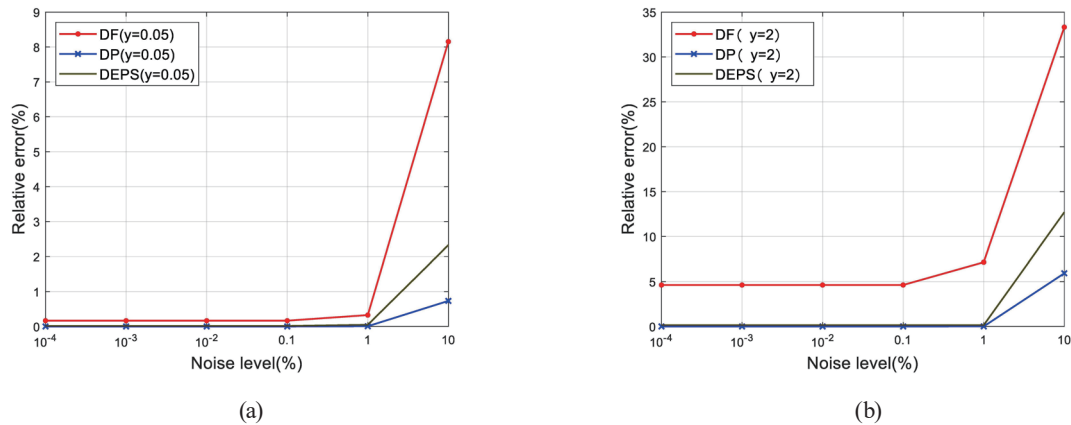 DF(y=0.05)
DP(y=0.05)
DEPS(y=0.05)
Relative error(%)
9
8
7
6
5
4
3
2
1
0
10-4
10-3
10-2
0.1
1
10
Noise level(%)
(a)
DF( y=2)
DP( y=2)
DEPS( y=2)
Relative error(%)
35
30
25
20
15
10
5
0
10-4
10-3
10-2
0.1
1
10
Noise level(%)
(b)